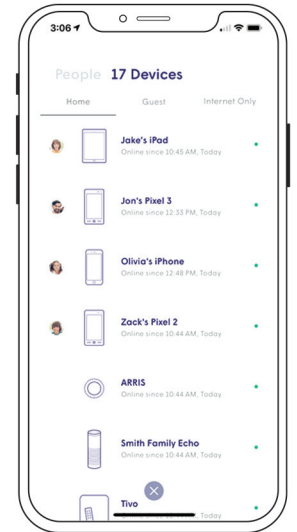 3:06
People 17 Devices
Home Guest Internet Only
Jake's iPad
Online since 10:45 AM, Today
Jon's Pixel 3
Online since 12:33 PM, Today
Olivia's iPhone
Online since 12:48 PM, Today
Zack's Pixel 2
Online since 10:44 AM, Today
ARRIS
Online since 10:44 AM, Today
Smith Family Echo
Online since 10:44 AM, Today
Tivo
Today